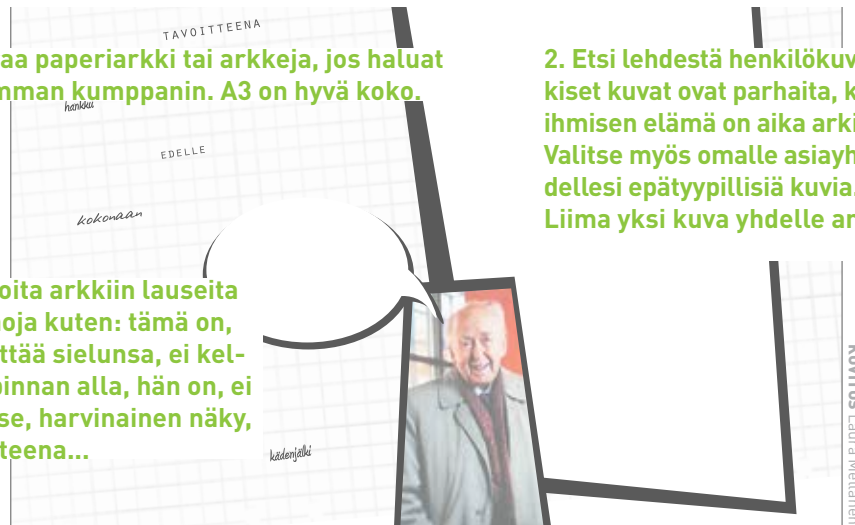 TAVOITTEENA
aa paperiarkki tai arkkeja, jos haluat
mman kumppanin. A3 on hyvä koko.
hankku
EDELLE
kokonaan
oita arkkiin lauseita
oja kuten: tämä on,
ttää sielunsa, ei kel-
pinnan alla, hän on, ei
se, harvinainen näky,
teena...
kädenjälki
2. Etsi lehdestä henkilökuv
kiset kuvat ovat parhaita, k
ihmisen elämä on aika arki
Valitse myös omalle asiayh
dellesi epätyypillisiä kuvia.
Liima yksi kuva yhdelle ar
KUVITUS Laura